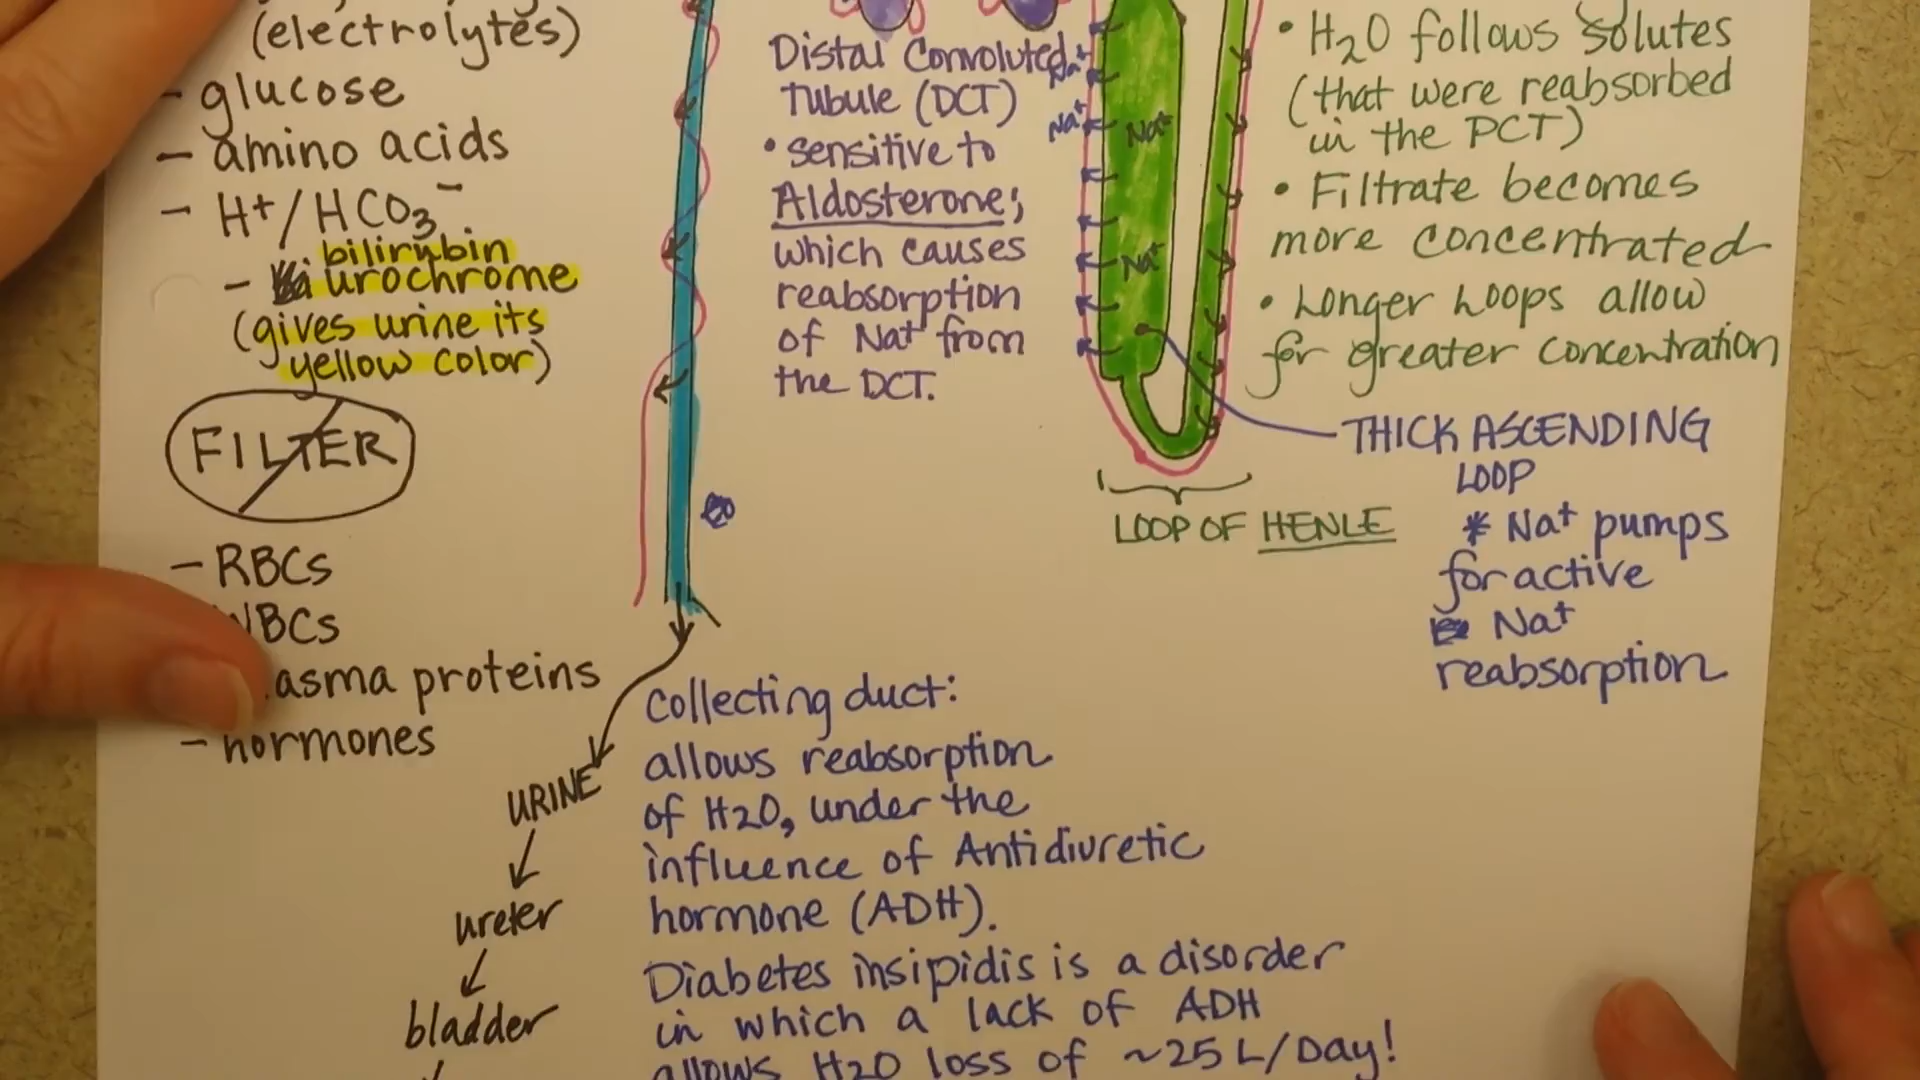 (electrolytes)
- glucose
- amino acids
- H+/HCO3-
bilirubin
- urochrome
(gives urine its
yellow color)
FILTER
- RBCs
WBCs
asma proteins
- hormones
URINE
ureter
bladder
Distal Convoluted
Tubule (DCT)
• sensitive to
Aldosterone;
which causes
reabsorption
of Na+ from
the DCT.
Na+
Na+
Na+
Na+
LOOP OF HENLE
• H2O follows solutes
(that were reabsorbed
in the PCT)
• Filtrate becomes
more concentrated
• Longer Loops allow
for greater concentration
THICK ASCENDING
LOOP
* Na+ pumps
for active
Na+
reabsorption
Collecting duct:
allows reabsorption
of H2O, under the
influence of Antidiuretic
hormone (ADH).
Diabetes insipidis is a disorder
in which a lack of ADH
allows H2O loss of ~25L/Day!